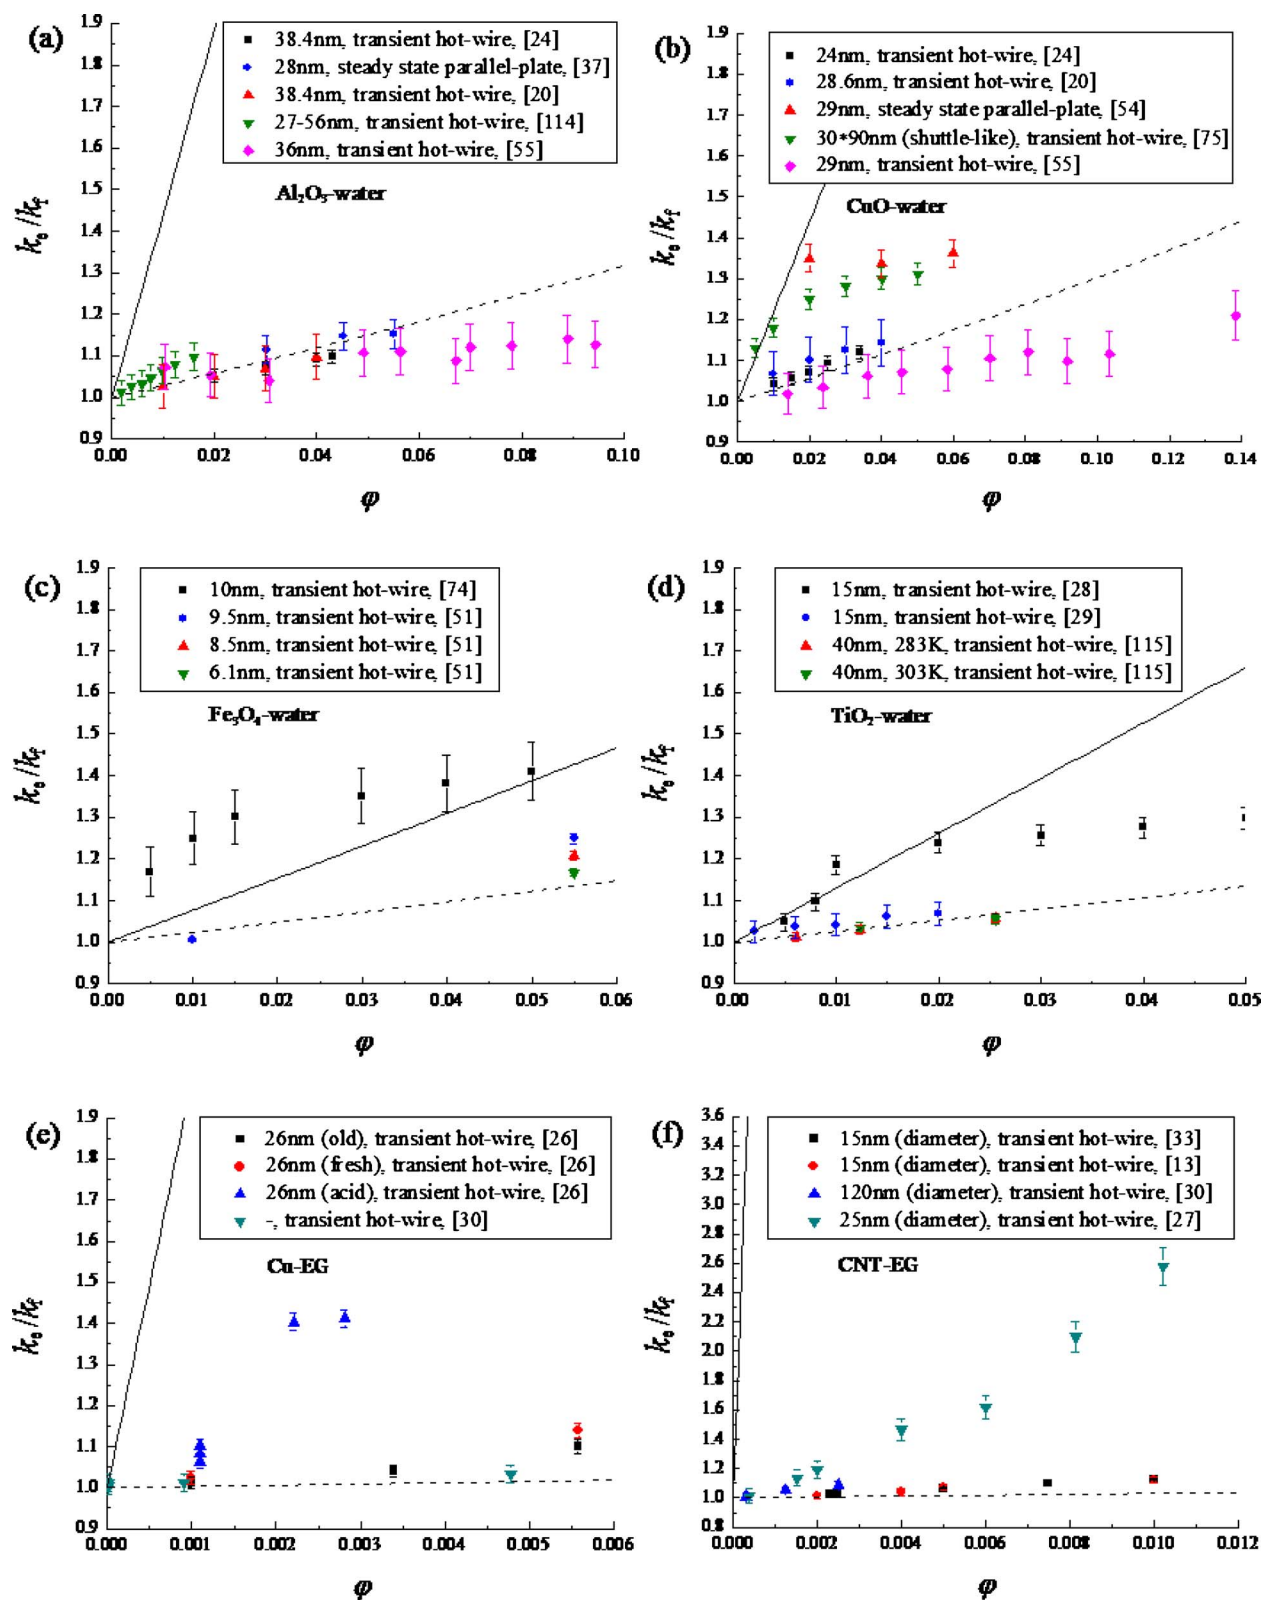 (a)
38.4nm, transient hot-wire, [24]
28nm, steady state parallel-plate, [37]
38.4nm, transient hot-wire, [20]
27-56nm, transient hot-wire, [114]
36nm, transient hot-wire, [55]
Al₂O₃-water
kₑ/k_f
1.9
1.8
1.7
1.6
1.5
1.4
1.3
1.2
1.1
1.0
0.9
0.00 0.02 0.04 0.06 0.08 0.10
φ
(b)
24nm, transient hot-wire, [24]
28.6nm, transient hot-wire, [20]
29nm, steady state parallel-plate, [54]
30*90nm (shuttle-like), transient hot-wire, [75]
29nm, transient hot-wire, [55]
CuO-water
kₑ/k_f
1.9
1.8
1.7
1.6
1.5
1.4
1.3
1.2
1.1
1.0
0.9
0.00 0.02 0.04 0.06 0.08 0.10 0.12 0.14
φ
(c)
10nm, transient hot-wire, [74]
9.5nm, transient hot-wire, [51]
8.5nm, transient hot-wire, [51]
6.1nm, transient hot-wire, [51]
Fe₃O₄-water
kₑ/k_f
1.9
1.8
1.7
1.6
1.5
1.4
1.3
1.2
1.1
1.0
0.9
0.00 0.01 0.02 0.03 0.04 0.05 0.06
φ
(d)
15nm, transient hot-wire, [28]
15nm, transient hot-wire, [29]
40nm, 283K, transient hot-wire, [115]
40nm, 303K, transient hot-wire, [115]
TiO₂-water
kₑ/k_f
1.9
1.8
1.7
1.6
1.5
1.4
1.3
1.2
1.1
1.0
0.9
0.00 0.01 0.02 0.03 0.04 0.05
φ
(e)
26nm (old), transient hot-wire, [26]
26nm (fresh), transient hot-wire, [26]
26nm (acid), transient hot-wire, [26]
-, transient hot-wire, [30]
Cu-EG
kₑ/k_f
1.9
1.8
1.7
1.6
1.5
1.4
1.3
1.2
1.1
1.0
0.9
0.000 0.001 0.002 0.003 0.004 0.005 0.006
φ
(f)
15nm (diameter), transient hot-wire, [33]
15nm (diameter), transient hot-wire, [13]
120nm (diameter), transient hot-wire, [30]
25nm (diameter), transient hot-wire, [27]
CNT-EG
kₑ/k_f
3.6
3.4
3.2
3.0
2.8
2.6
2.4
2.2
2.0
1.8
1.6
1.4
1.2
1.0
0.8
0.000 0.002 0.004 0.006 0.008 0.010 0.012
φ